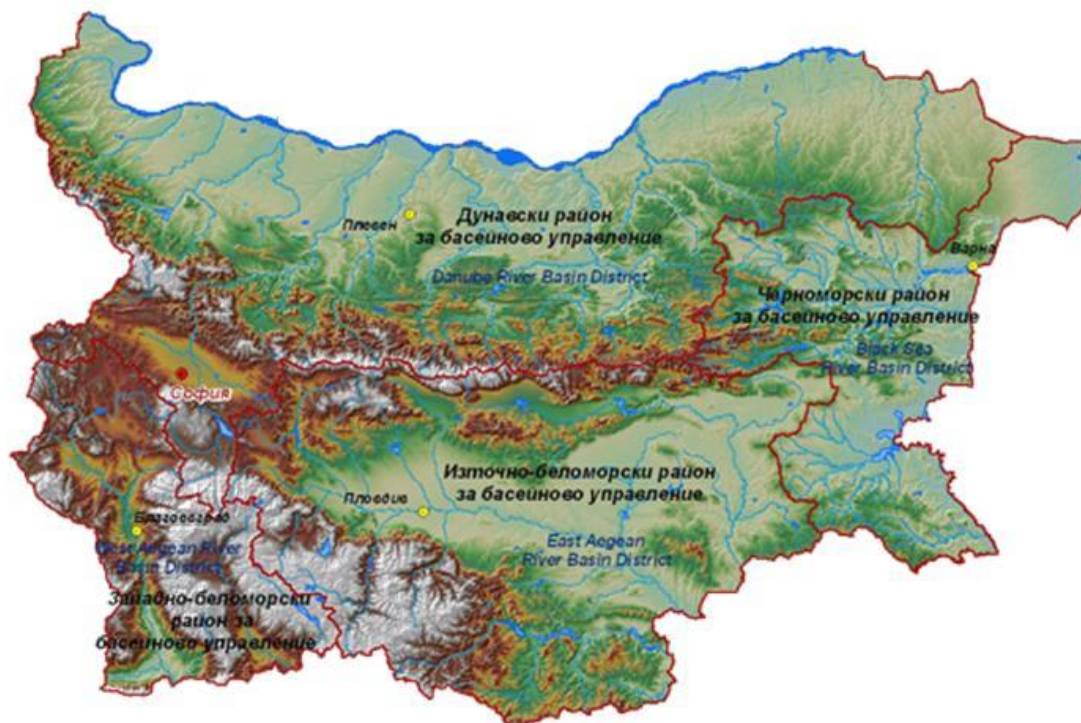 Дунавски район
за басейново управление
Плевен
Danube River Basin District
Варна
Черноморски район
за басейново управление
Black Sea
River Basin District
София
Източно-беломорски район
за басейново управление
Пловдив
East Aegean
River Basin District
Благоевград
West Aegean River
Basin District
Западно-беломорски
район за
басейново управление